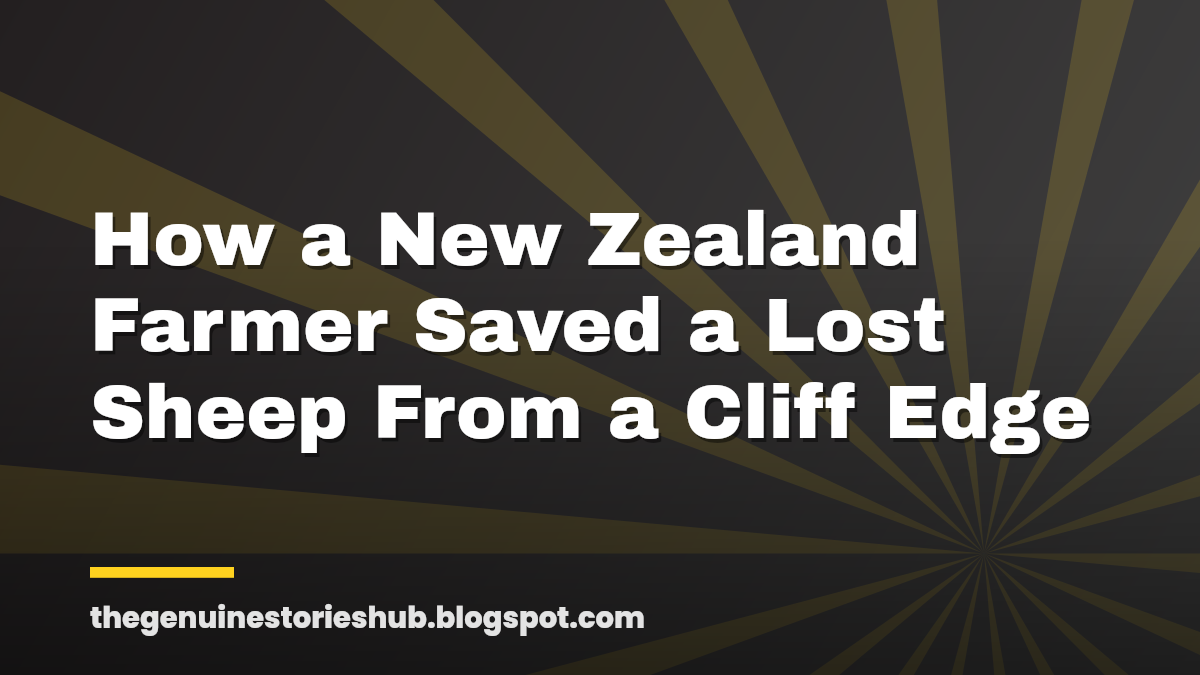 How a New Zealand
Farmer Saved a Lost
Sheep From a Cliff Edge
thegenuinestorieshub.blogspot.com